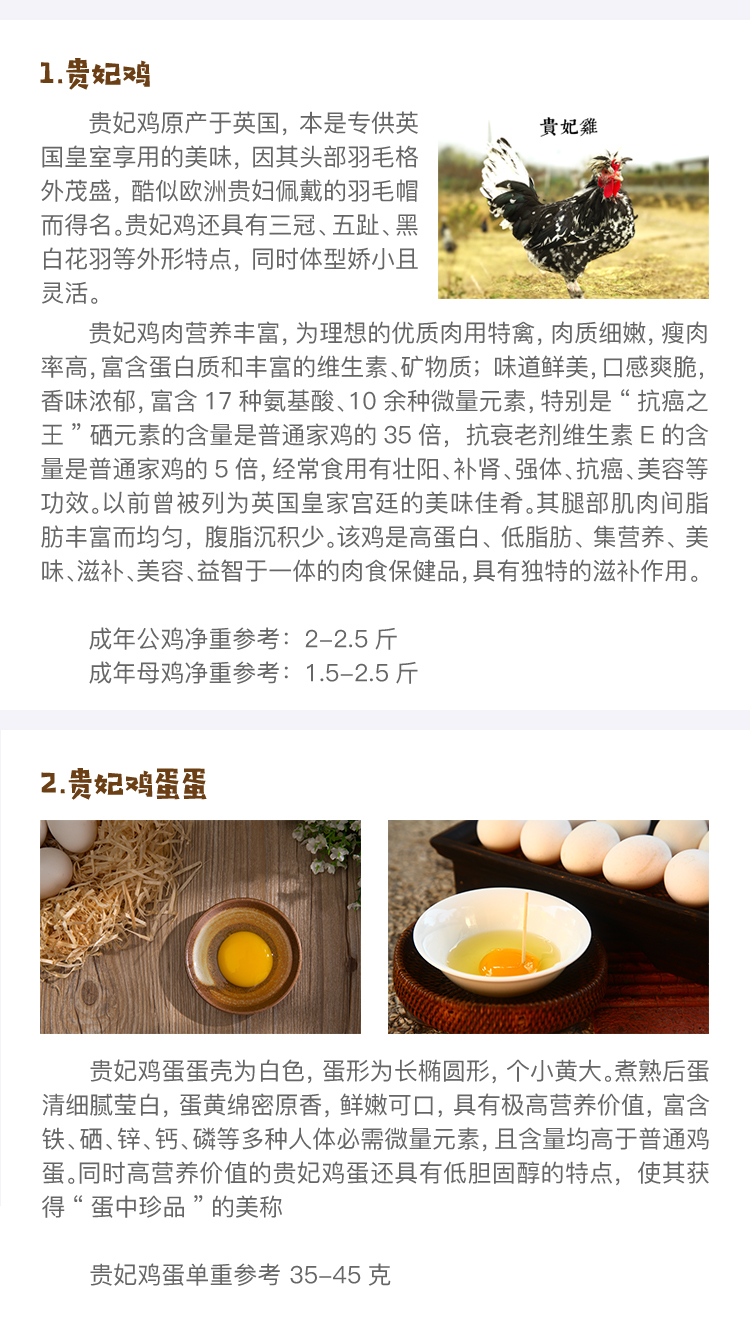 1.贵妃鸡
贵妃鸡原产于英国，本是专供英
国皇室享用的美味，因其头部羽毛格
外茂盛，酷似欧洲贵妇佩戴的羽毛帽
而得名。贵妃鸡还具有三冠、五趾、黑
白花羽等外形特点，同时体型娇小且
灵活。
貴妃雞
贵妃鸡肉营养丰富，为理想的优质肉用特禽，肉质细嫩，瘦肉
率高，富含蛋白质和丰富的维生素、矿物质；味道鲜美，口感爽脆，
香味浓郁，富含 17 种氨基酸、10 余种微量元素，特别是“抗癌之
王”硒元素的含量是普通家鸡的 35 倍，抗衰老剂维生素 E 的含
量是普通家鸡的 5 倍，经常食用有壮阳、补肾、强体、抗癌、美容等
功效。以前曾被列为英国皇家宫廷的美味佳肴。其腿部肌肉间脂
肪丰富而均匀，腹脂沉积少。该鸡是高蛋白、低脂肪、集营养、美
味、滋补、美容、益智于一体的肉食保健品，具有独特的滋补作用。
成年公鸡净重参考：2–2.5 斤
成年母鸡净重参考：1.5–2.5 斤
2.贵妃鸡蛋蛋
贵妃鸡蛋蛋壳为白色，蛋形为长椭圆形，个小黄大。煮熟后蛋
清细腻莹白，蛋黄绵密原香，鲜嫩可口，具有极高营养价值，富含
铁、硒、锌、钙、磷等多种人体必需微量元素，且含量均高于普通鸡
蛋。同时高营养价值的贵妃鸡蛋还具有低胆固醇的特点，使其获
得“蛋中珍品”的美称
贵妃鸡蛋单重参考 35–45 克